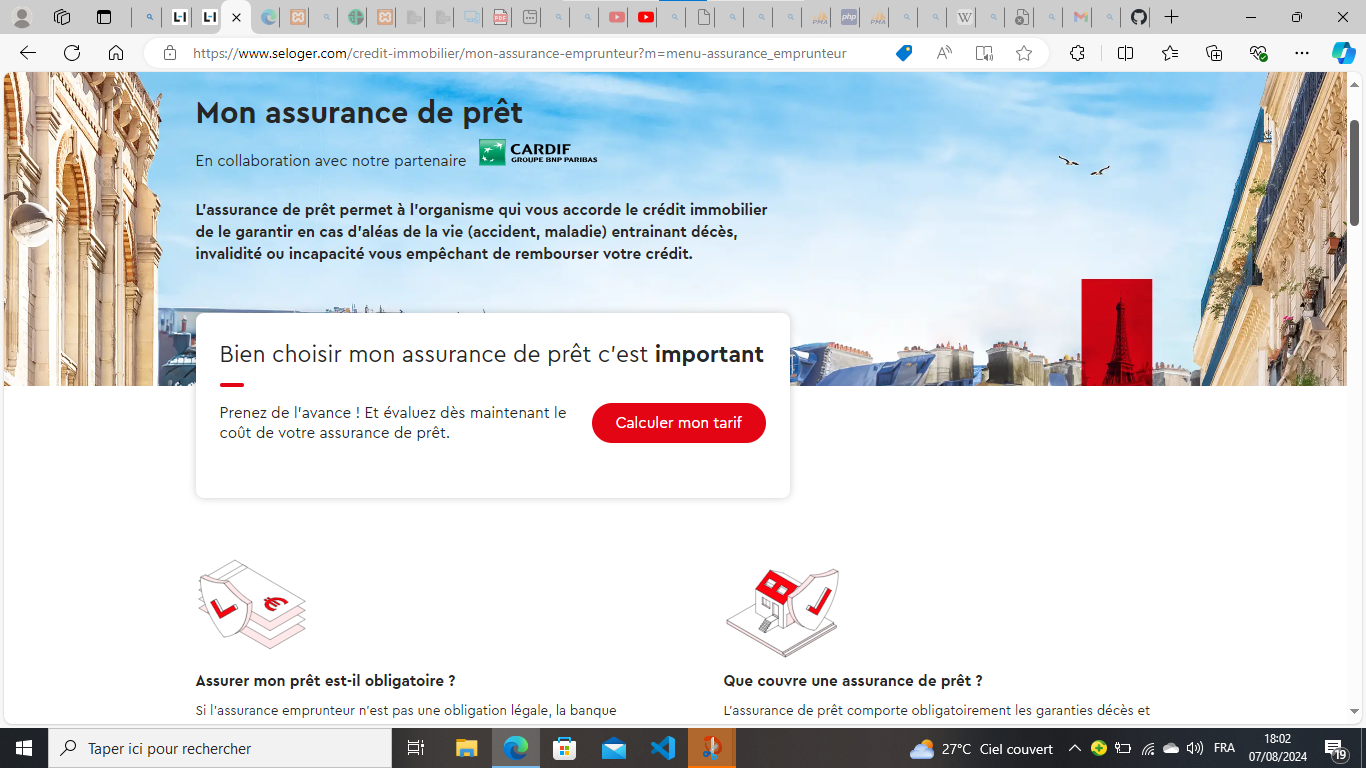 https://www.seloger.com/credit-immobilier/mon-assurance-emprunteur?m=menu-assurance_emprunteur
Mon assurance de prêt
En collaboration avec notre partenaire CARDIF
GROUPE BNP PARIBAS
L'assurance de prêt permet à l'organisme qui vous accorde le crédit immobilier
de le garantir en cas d'aléas de la vie (accident, maladie) entrainant décès,
invalidité ou incapacité vous empêchant de rembourser votre crédit.
Bien choisir mon assurance de prêt c'est important
Prenez de l'avance ! Et évaluez dès maintenant le
coût de votre assurance de prêt.
Calculer mon tarif
Assurer mon prêt est-il obligatoire ?
Si l'assurance emprunteur n'est pas une obligation légale, la banque
Que couvre une assurance de prêt ?
L'assurance de prêt comporte obligatoirement les garanties décès et
Taper ici pour rechercher
27°C Ciel couvert
FRA
18:02
07/08/2024
19